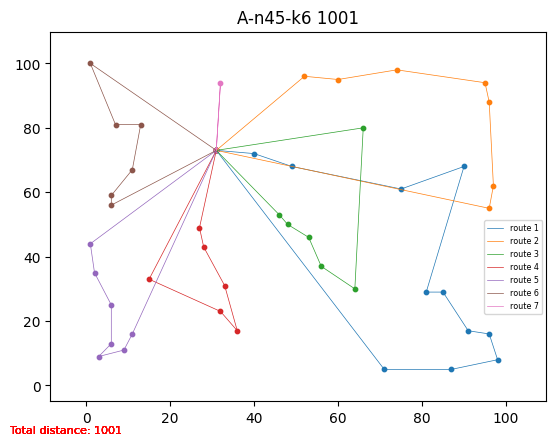 A-n45-k6 1001
100
80
60
40
20
0
route 1
route 2
route 3
route 4
route 5
route 6
route 7
0 20 40 60 80 100
Total distance: 1001